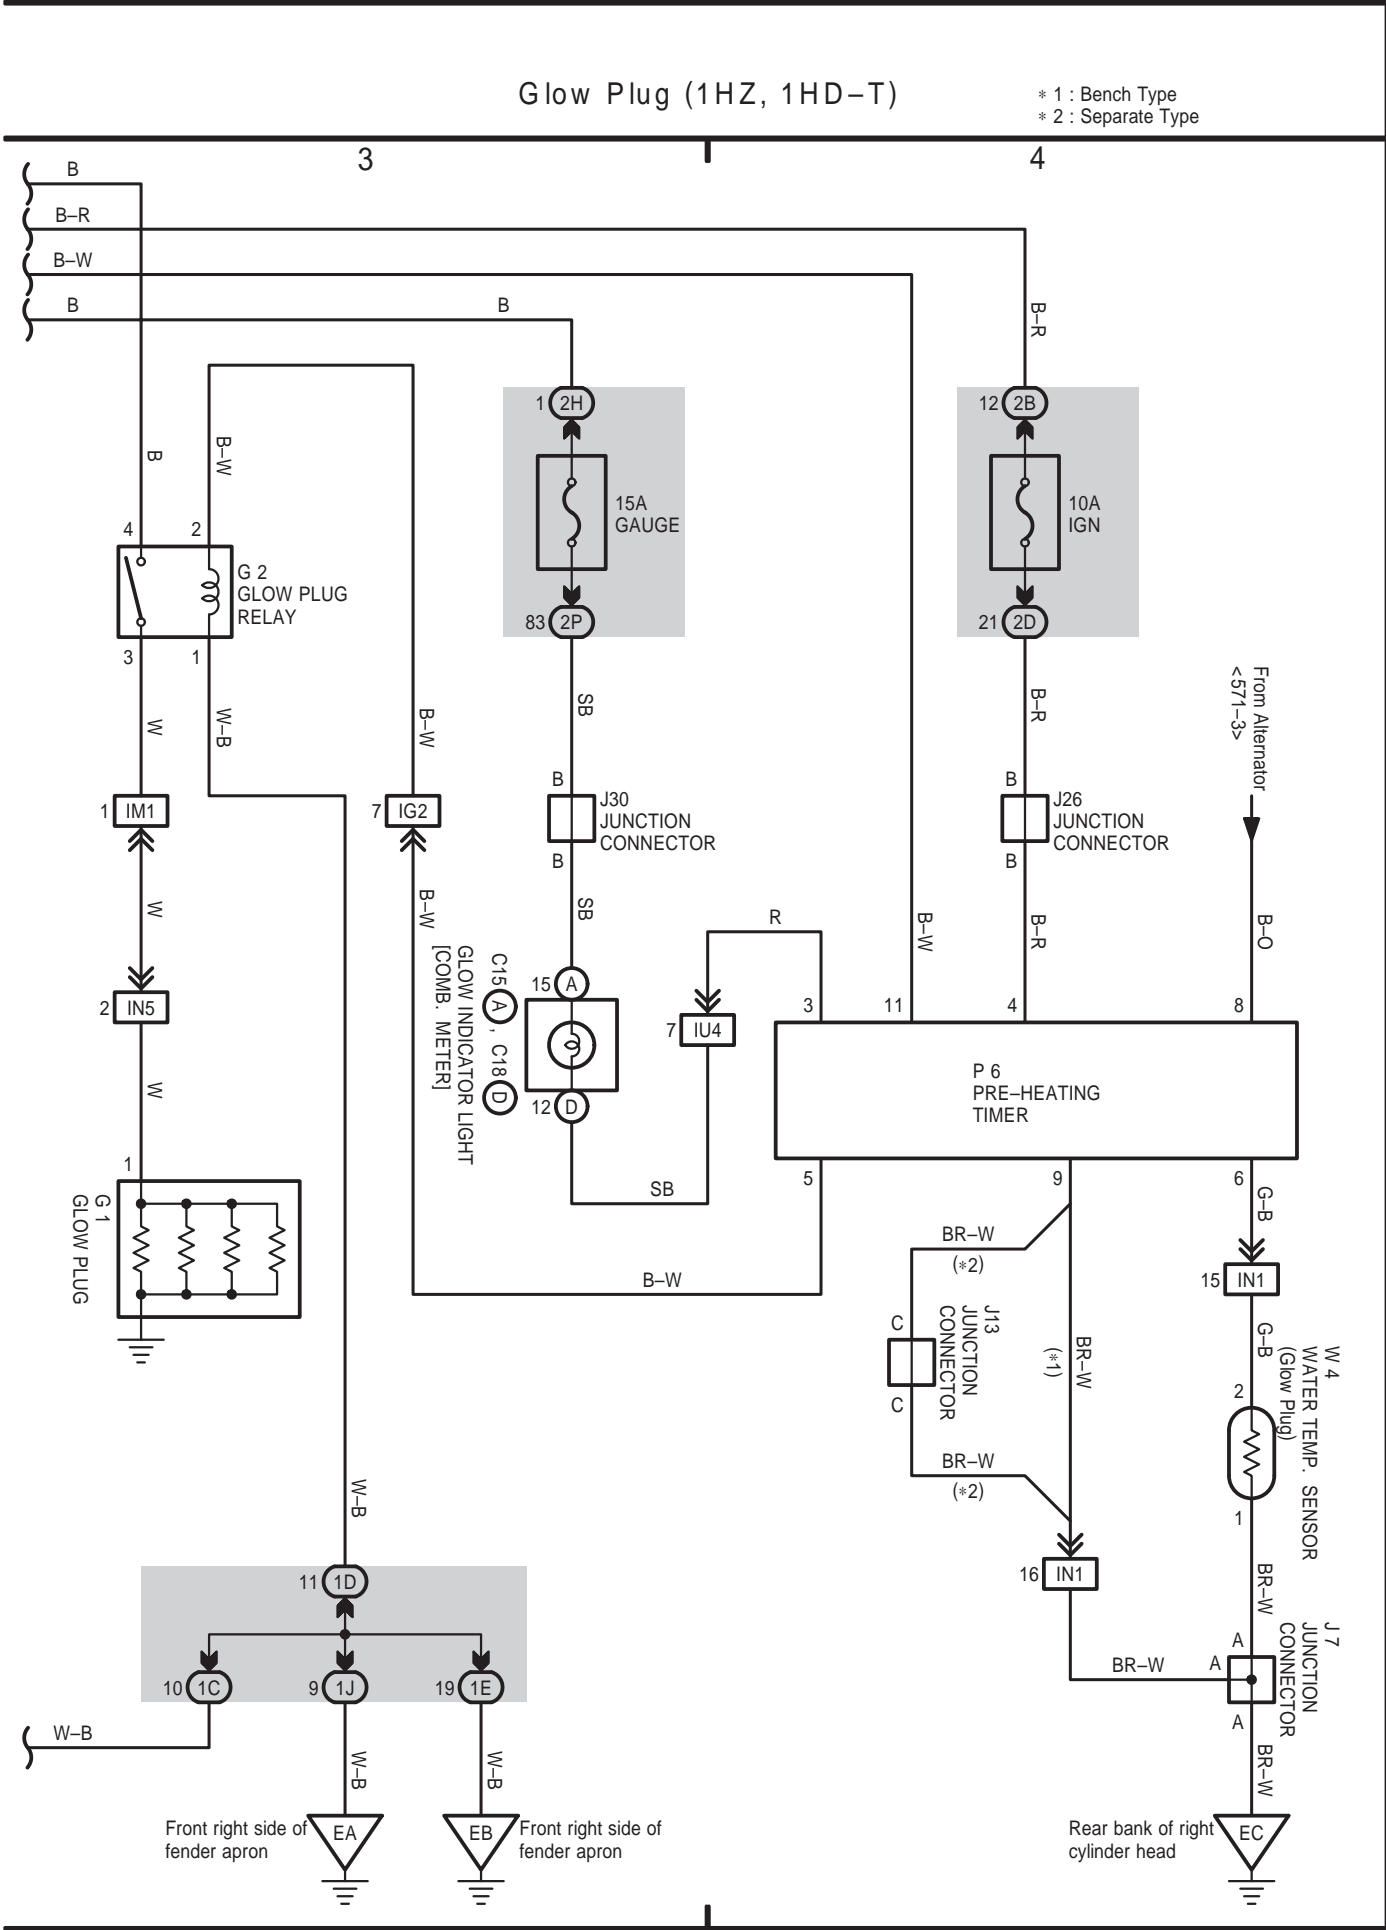 Glow Plug (1HZ, 1HD–T)
* 1 : Bench Type
* 2 : Separate Type
3
4
B
B–R
B–W
B
B
B–R
1
2H
12
2B
B
B–W
15A
GAUGE
10A
IGN
4
2
G 2
GLOW PLUG
RELAY
83
2P
21
2D
3
1
From Alternator
<571–3>
W
W–B
B–W
SB
B–R
B
J30
JUNCTION
CONNECTOR
B
B
J26
JUNCTION
CONNECTOR
B
1
IM1
7
IG2
W
B–W
SB
R
B–W
B–R
B–O
2
IN5
C15 A , C18 D
GLOW INDICATOR LIGHT
[COMB. METER]
15
A
12
D
7
IU4
3
11
4
8
P 6
PRE–HEATING
TIMER
W
1
SB
5
9
6
G 1
GLOW PLUG
G–B
BR–W
(*2)
15
IN1
B–W
C
J13
JUNCTION
CONNECTOR
C
BR–W
(*1)
G–B
2
W 4
WATER TEMP. SENSOR
(Glow Plug)
1
BR–W
(*2)
W–B
16
IN1
BR–W
11
1D
J 7
JUNCTION
CONNECTOR
A
A
BR–W
A
10
1C
9
1J
19
1E
W–B
W–B
W–B
BR–W
Front right side of
fender apron
EA
EB
Front right side of
fender apron
Rear bank of right
cylinder head
EC